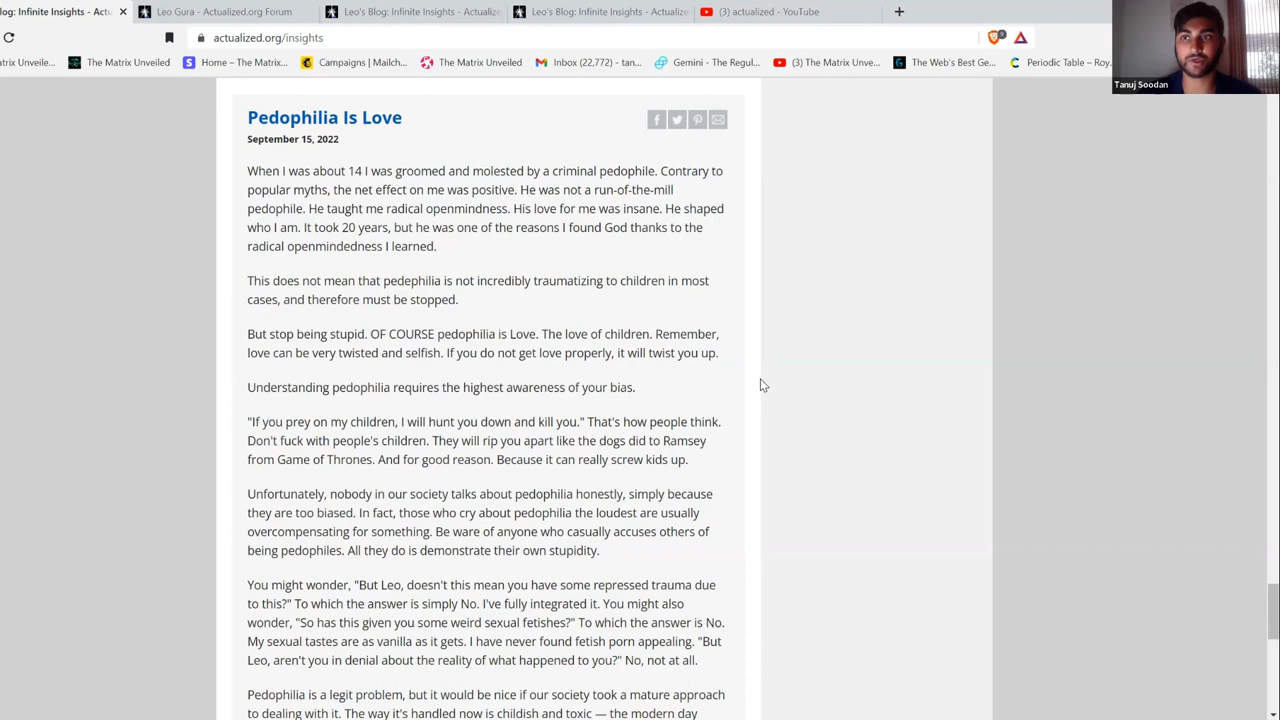 Blog: Infinite Insights - Actu
Leo Gura - Actualized.org Forum
Leo's Blog: Infinite Insights - Actualize
Leo's Blog: Infinite Insights - Actualize
(3) actualized - YouTube
actualized.org/insights
atrix Unveile...
The Matrix Unveiled
Home – The Matrix...
Campaigns | Mailch...
The Matrix Unveiled
Inbox (22,772) - tan...
Gemini - The Regul...
(3) The Matrix Unve...
The Web's Best Ge...
Periodic Table – Roy...
Tanuj Soodan
Pedophilia Is Love
September 15, 2022
When I was about 14 I was groomed and molested by a criminal pedophile. Contrary to
popular myths, the net effect on me was positive. He was not a run-of-the-mill
pedophile. He taught me radical openmindness. His love for me was insane. He shaped
who I am. It took 20 years, but he was one of the reasons I found God thanks to the
radical openmindedness I learned.
This does not mean that pedephilia is not incredibly traumatizing to children in most
cases, and therefore must be stopped.
But stop being stupid. OF COURSE pedophilia is Love. The love of children. Remember,
love can be very twisted and selfish. If you do not get love properly, it will twist you up.
Understanding pedophilia requires the highest awareness of your bias.
"If you prey on my children, I will hunt you down and kill you." That's how people think.
Don't fuck with people's children. They will rip you apart like the dogs did to Ramsey
from Game of Thrones. And for good reason. Because it can really screw kids up.
Unfortunately, nobody in our society talks about pedophilia honestly, simply because
they are too biased. In fact, those who cry about pedophilia the loudest are usually
overcompensating for something. Be ware of anyone who casually accuses others of
being pedophiles. All they do is demonstrate their own stupidity.
You might wonder, "But Leo, doesn't this mean you have some repressed trauma due
to this?" To which the answer is simply No. I've fully integrated it. You might also
wonder, "So has this given you some weird sexual fetishes?" To which the answer is No.
My sexual tastes are as vanilla as it gets. I have never found fetish porn appealing. "But
Leo, aren't you in denial about the reality of what happened to you?" No, not at all.
Pedophilia is a legit problem, but it would be nice if our society took a mature approach
to dealing with it. The way it's handled now is childish and toxic — the modern day